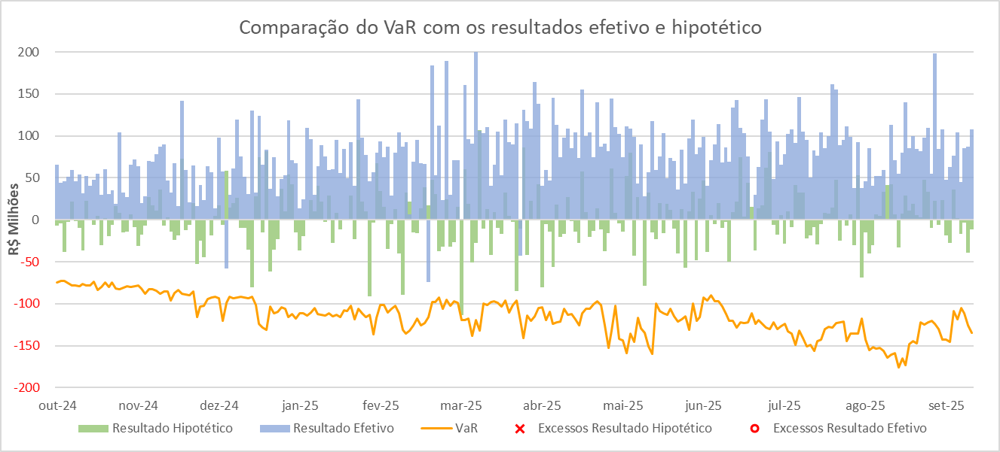 Comparação do VaR com os resultados efetivo e hipotético
R$ Milhões
200
150
100
50
0
-50
-100
-150
-200
out-24 nov-24 dez-24 jan-25 fev-25 mar-25 abr-25 mai-25 jun-25 jul-25 ago-25 set-25
Resultado Hipotético Resultado Efetivo VaR Excessos Resultado Hipotético Excessos Resultado Efetivo